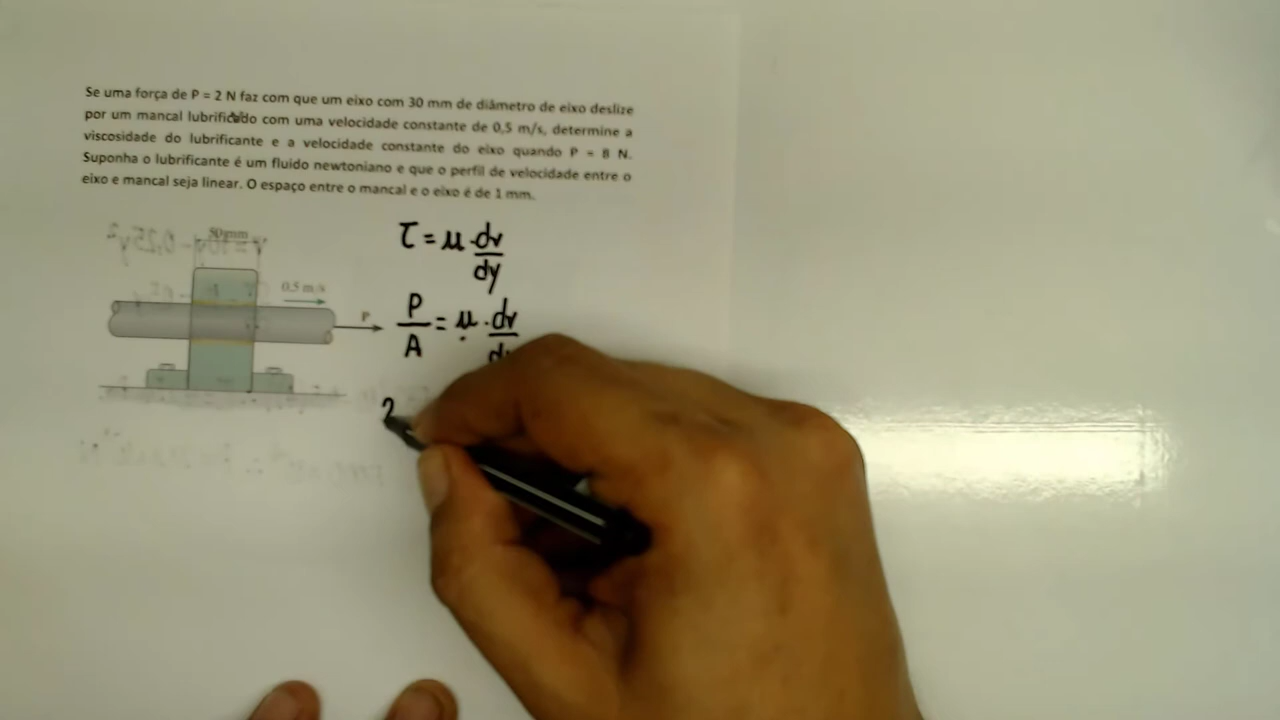 Se uma força de P = 2 N faz com que um eixo com 30 mm de diâmetro de eixo deslize
por um mancal lubrificado com uma velocidade constante de 0,5 m/s, determine a
viscosidade do lubrificante e a velocidade constante do eixo quando P = 8 N.
Suponha o lubrificante é um fluido newtoniano e que o perfil de velocidade entre o
eixo e mancal seja linear. O espaço entre o mancal e o eixo é de 1 mm.
50 mm
0.5 m/s
P
τ = μ · dv
dy
P = μ · dv
A
2